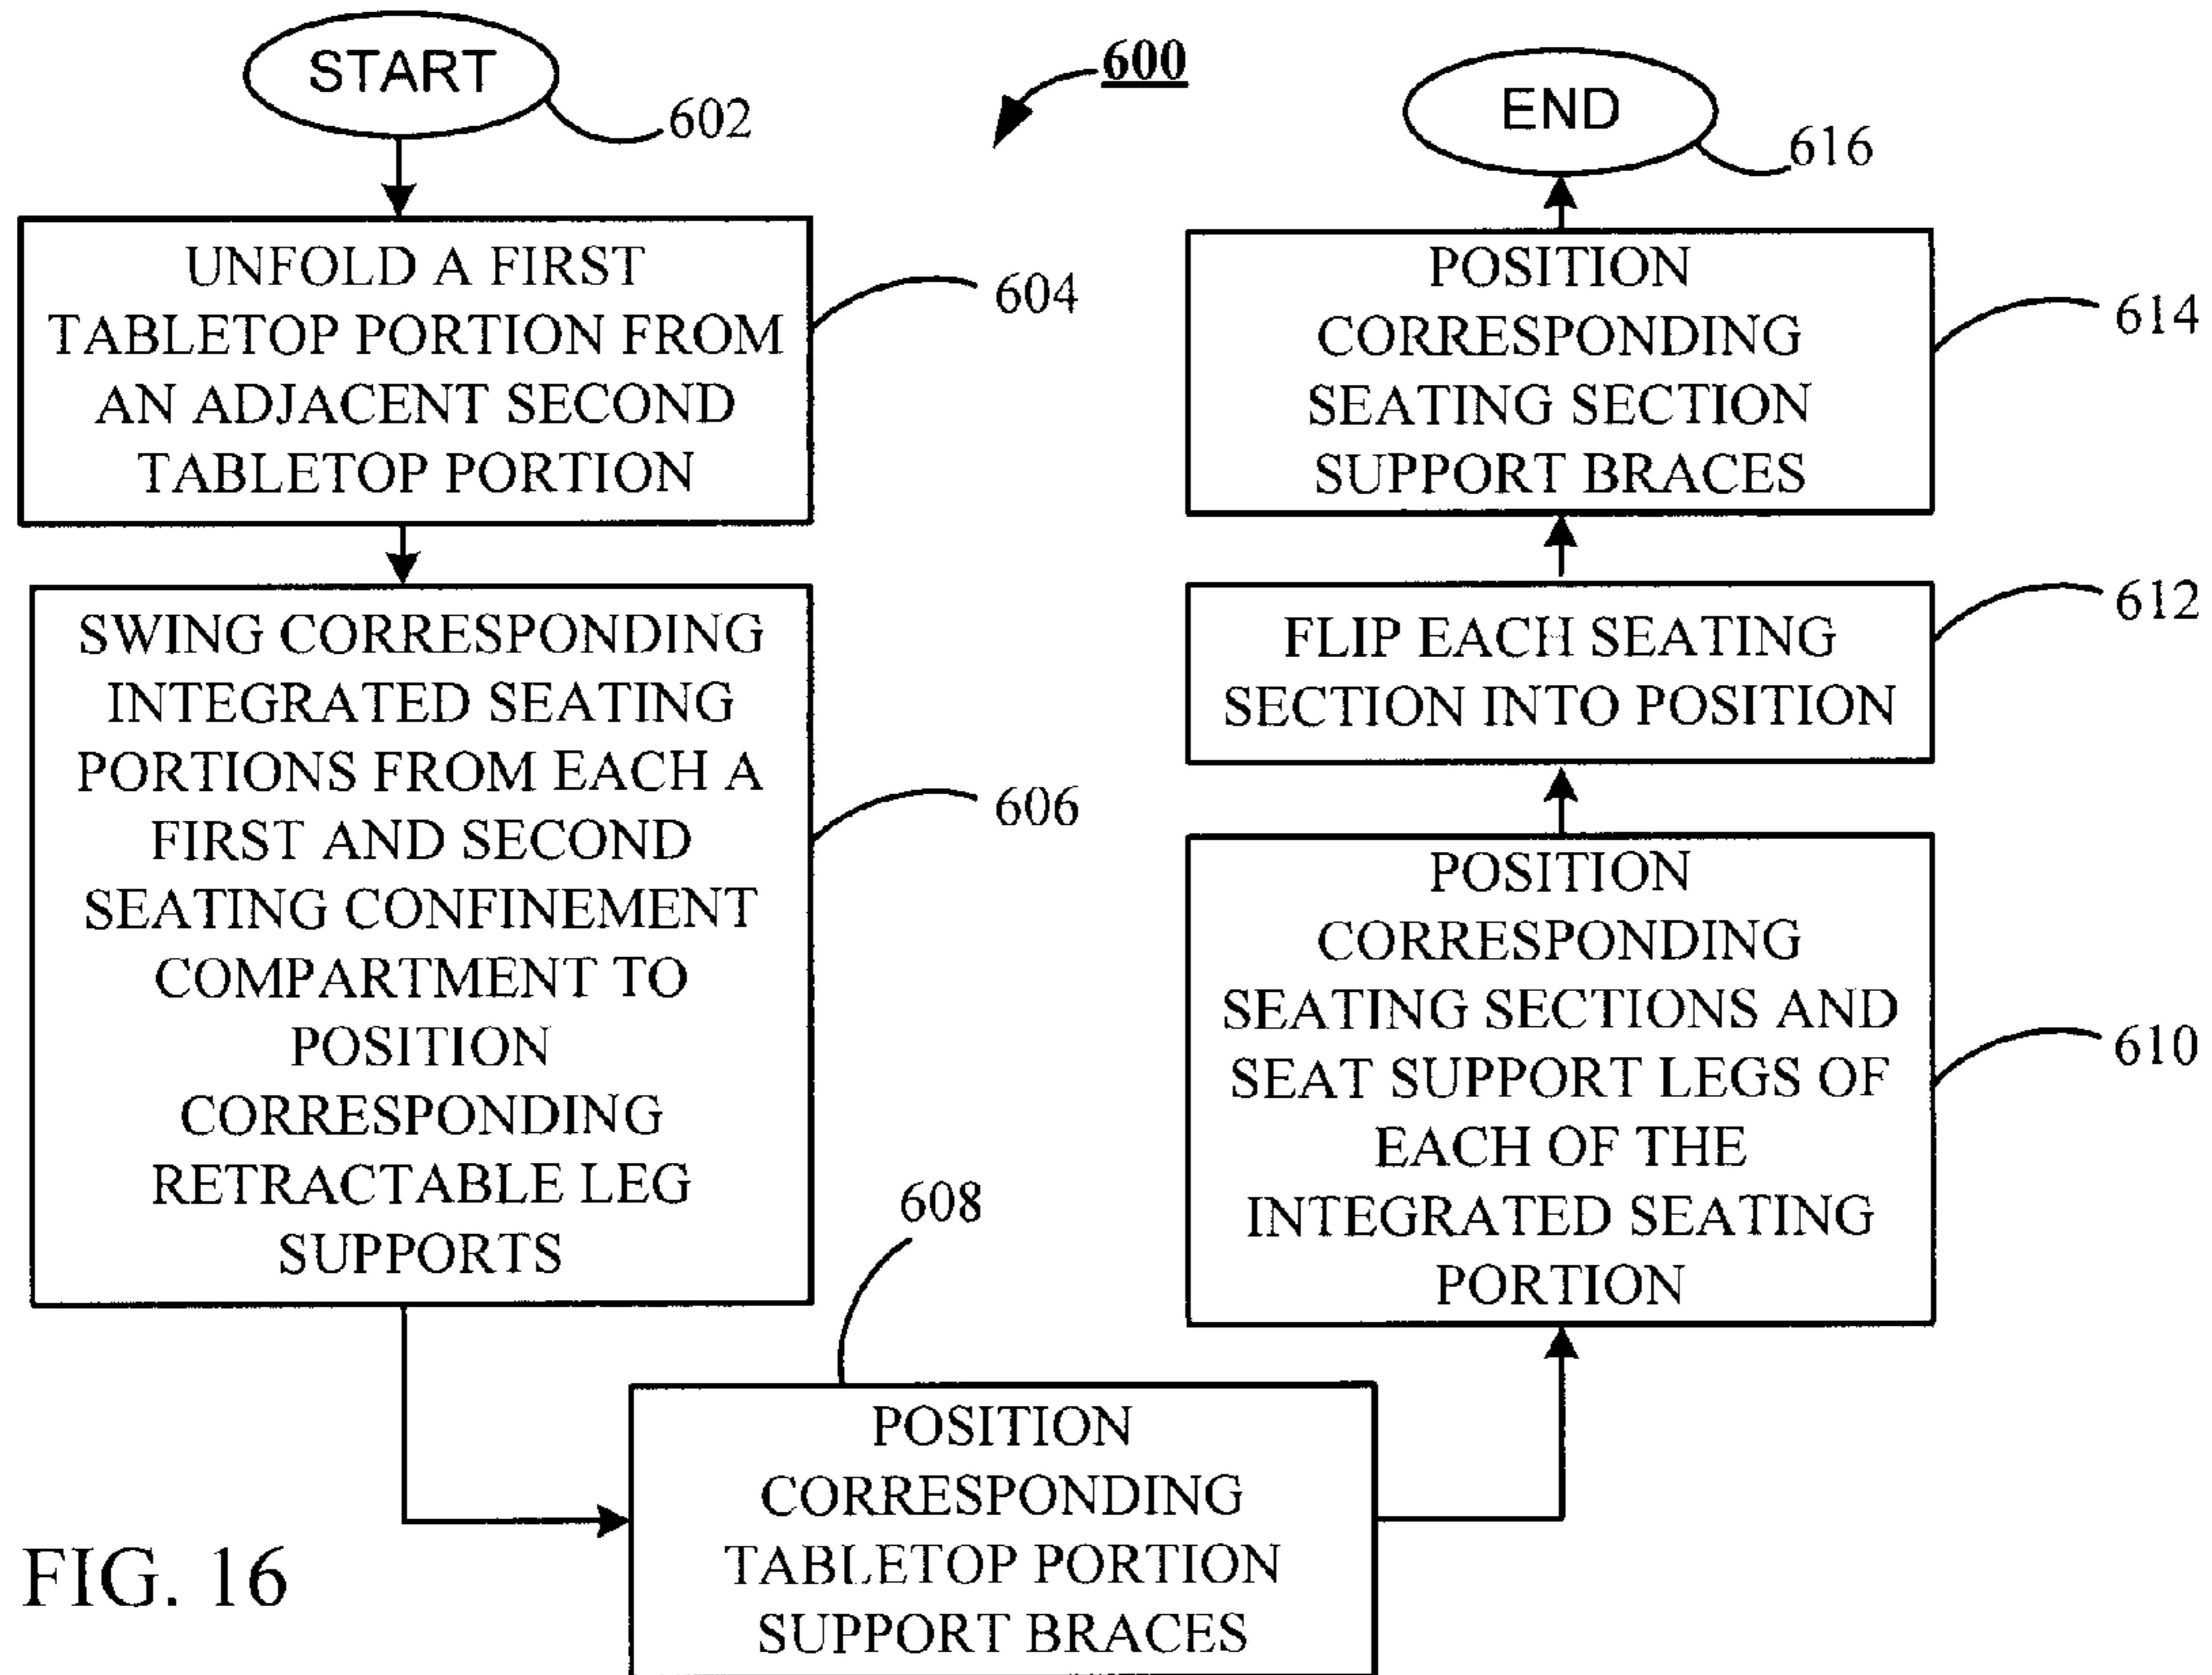 START
602
600
UNFOLD A FIRST
TABLETOP PORTION FROM
AN ADJACENT SECOND
TABLETOP PORTION
604
SWING CORRESPONDING
INTEGRATED SEATING
PORTIONS FROM EACH A
FIRST AND SECOND
SEATING CONFINEMENT
COMPARTMENT TO
POSITION
CORRESPONDING
RETRACTABLE LEG
SUPPORTS
606
608
POSITION
CORRESPONDING
TABLETOP PORTION
SUPPORT BRACES
POSITION
CORRESPONDING
SEATING SECTIONS AND
SEAT SUPPORT LEGS OF
EACH OF THE
INTEGRATED SEATING
PORTION
610
FLIP EACH SEATING
SECTION INTO POSITION
612
POSITION
CORRESPONDING
SEATING SECTION
SUPPORT BRACES
614
END
616
FIG. 16